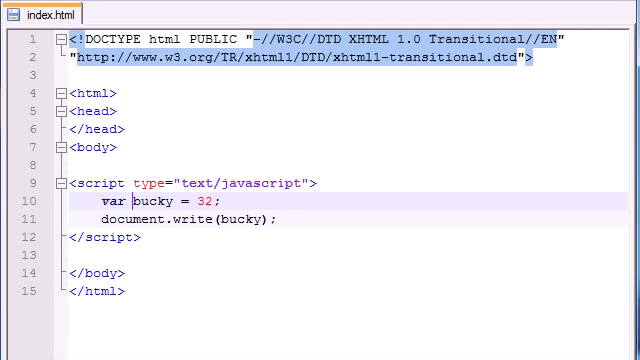 index.html
1 <!DOCTYPE html PUBLIC "-//W3C//DTD XHTML 1.0 Transitional//EN"
2 "http://www.w3.org/TR/xhtml1/DTD/xhtml1-transitional.dtd">
3
4 <html>
5 <head>
6 </head>
7 <body>
8
9 <script type="text/javascript">
10 var bucky = 32;
11 document.write(bucky);
12 </script>
13
14 </body>
15 </html>